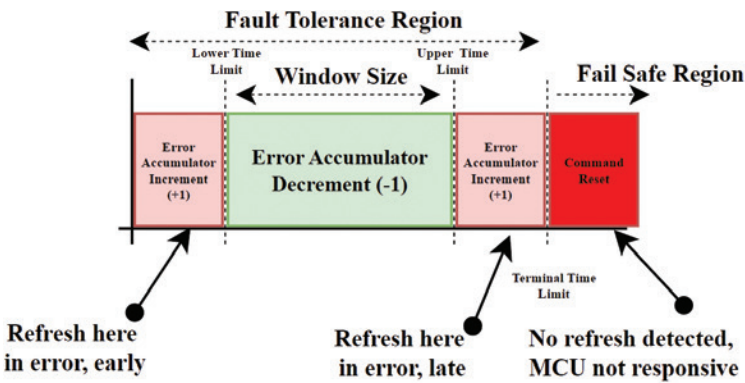 Fault Tolerance Region
Lower Time
Limit
Upper Time
Limit
Window Size
Fail Safe Region
Error
Accumulator
Increment
(+1)
Error Accumulator
Decrement (-1)
Error
Accumulator
Increment
(+1)
Command
Reset
Terminal Time
Limit
Refresh here
in error, early
Refresh here
in error, late
No refresh detected,
MCU not responsive